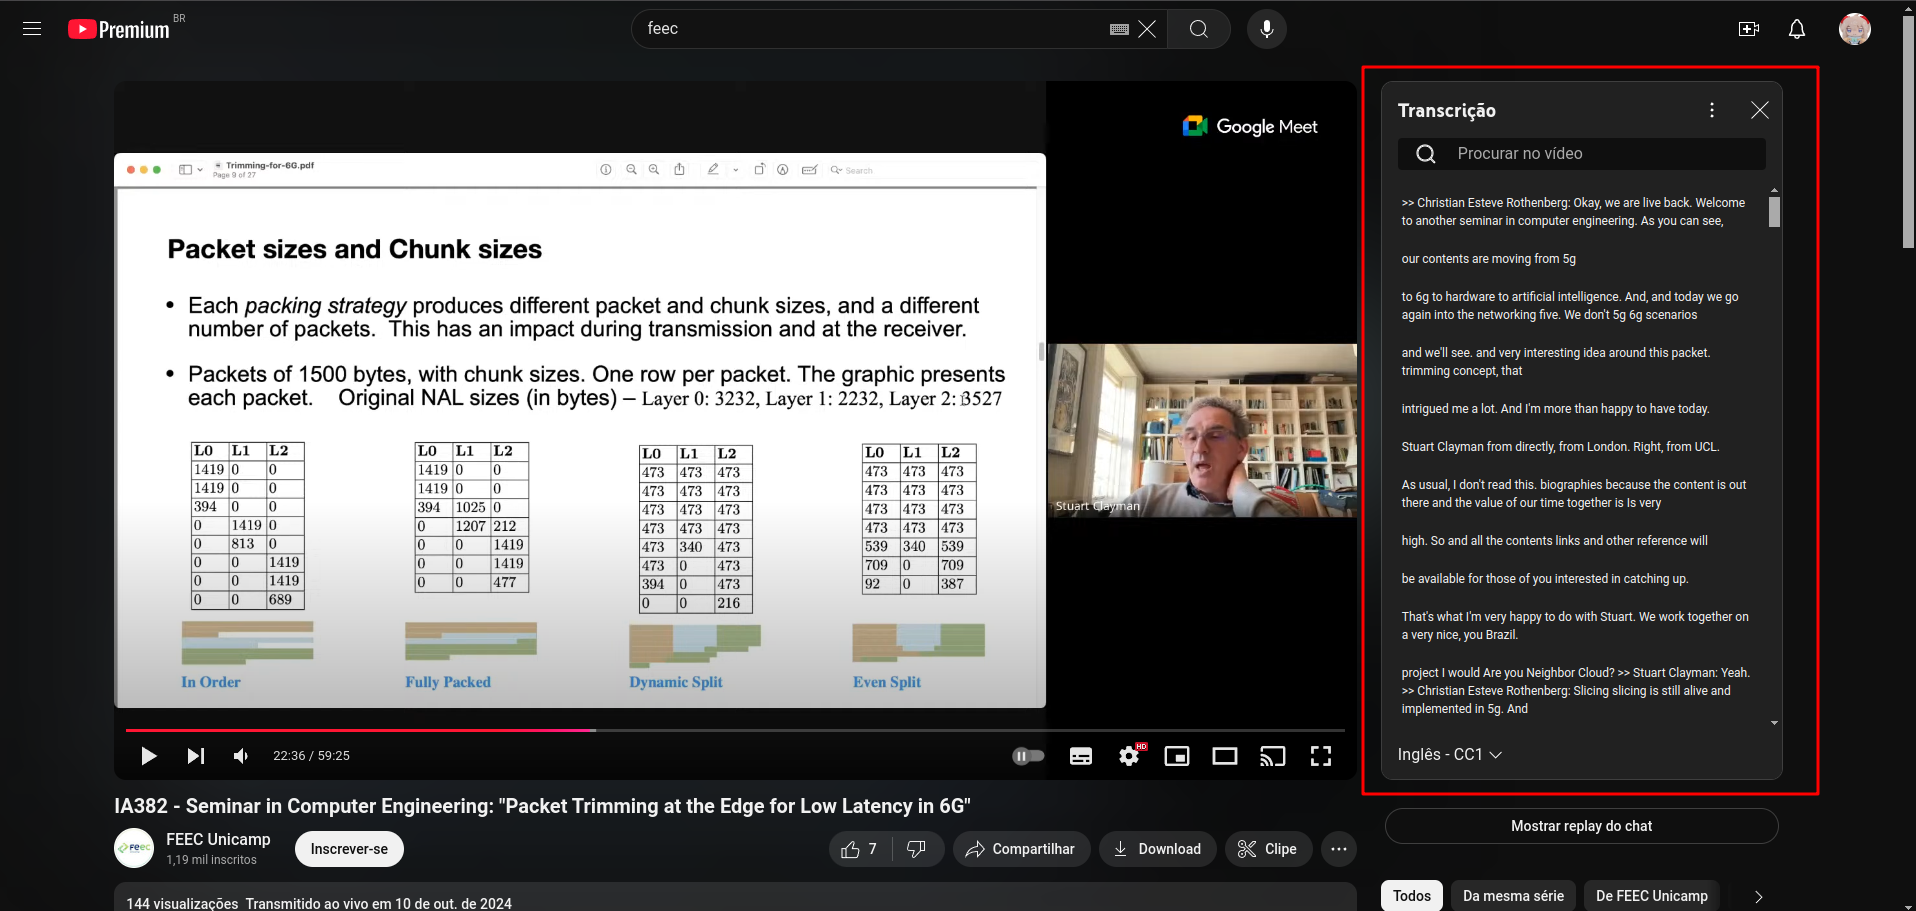 Premium BR
feec
Google Meet
Trimming-for-6G.pdf
Page 9 of 27
Search
Packet sizes and Chunk sizes
• Each packing strategy produces different packet and chunk sizes, and a different
number of packets. This has an impact during transmission and at the receiver.
• Packets of 1500 bytes, with chunk sizes. One row per packet. The graphic presents
each packet. Original NAL sizes (in bytes) – Layer 0: 3232, Layer 1: 2232, Layer 2: 3527
L0 L1 L2
1419 0 0
1419 0 0
394 0 0
0 1419 0
0 813 0
0 0 1419
0 0 1419
0 0 689
In Order
L0 L1 L2
1419 0 0
1419 0 0
394 1025 0
0 1207 212
0 0 1419
0 0 1419
0 0 477
Fully Packed
L0 L1 L2
473 473 473
473 473 473
473 473 473
473 473 473
473 340 473
473 0 473
394 0 473
0 0 216
Dynamic Split
L0 L1 L2
473 473 473
473 473 473
473 473 473
473 473 473
539 340 539
709 0 709
92 0 387
Even Split
Stuart Clayman
22:36 / 59:25
HD
IA382 - Seminar in Computer Engineering: "Packet Trimming at the Edge for Low Latency in 6G"
Feec
FEEC Unicamp
1,19 mil inscritos
Inscrever-se
7
Compartilhar
Download
Clipe
144 visualizações Transmitido ao vivo em 10 de out. de 2024
Transcrição
Procurar no vídeo
>> Christian Esteve Rothenberg: Okay, we are live back. Welcome
to another seminar in computer engineering. As you can see,
our contents are moving from 5g
to 6g to hardware to artificial intelligence. And, and today we go
again into the networking five. We don't 5g 6g scenarios
and we'll see. and very interesting idea around this packet.
trimming concept, that
intrigued me a lot. And I'm more than happy to have today.
Stuart Clayman from directly, from London. Right, from UCL.
As usual, I don't read this. biographies because the content is out
there and the value of our time together is Is very
high. So and all the contents links and other reference will
be available for those of you interested in catching up.
That's what I'm very happy to do with Stuart. We work together on
a very nice, you Brazil.
project I would Are you Neighbor Cloud? >> Stuart Clayman: Yeah.
>> Christian Esteve Rothenberg: Slicing slicing is still alive and
implemented in 5g. And
Inglês - CC1
Mostrar replay do chat
Todos
Da mesma série
De FEEC Unicamp